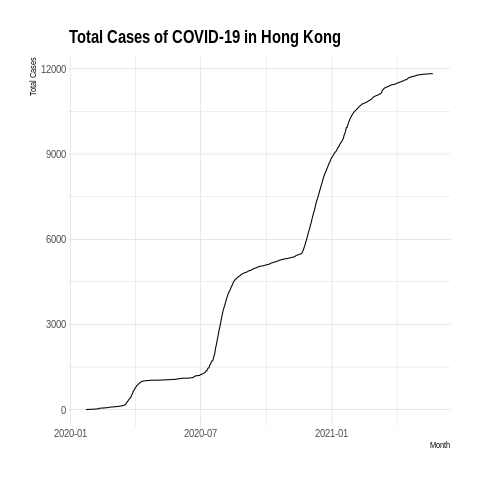 Total Cases of COVID-19 in Hong Kong
Total Cases
12000
9000
6000
3000
0
2020-01
2020-07
2021-01
Month